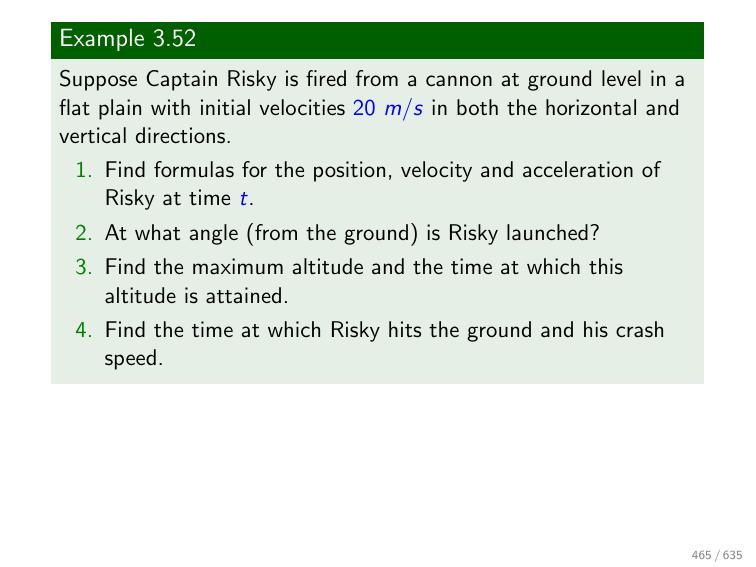 Example 3.52
Suppose Captain Risky is fired from a cannon at ground level in a
flat plain with initial velocities 20 m/s in both the horizontal and
vertical directions.
1. Find formulas for the position, velocity and acceleration of
Risky at time t.
2. At what angle (from the ground) is Risky launched?
3. Find the maximum altitude and the time at which this
altitude is attained.
4. Find the time at which Risky hits the ground and his crash
speed.
465 / 635